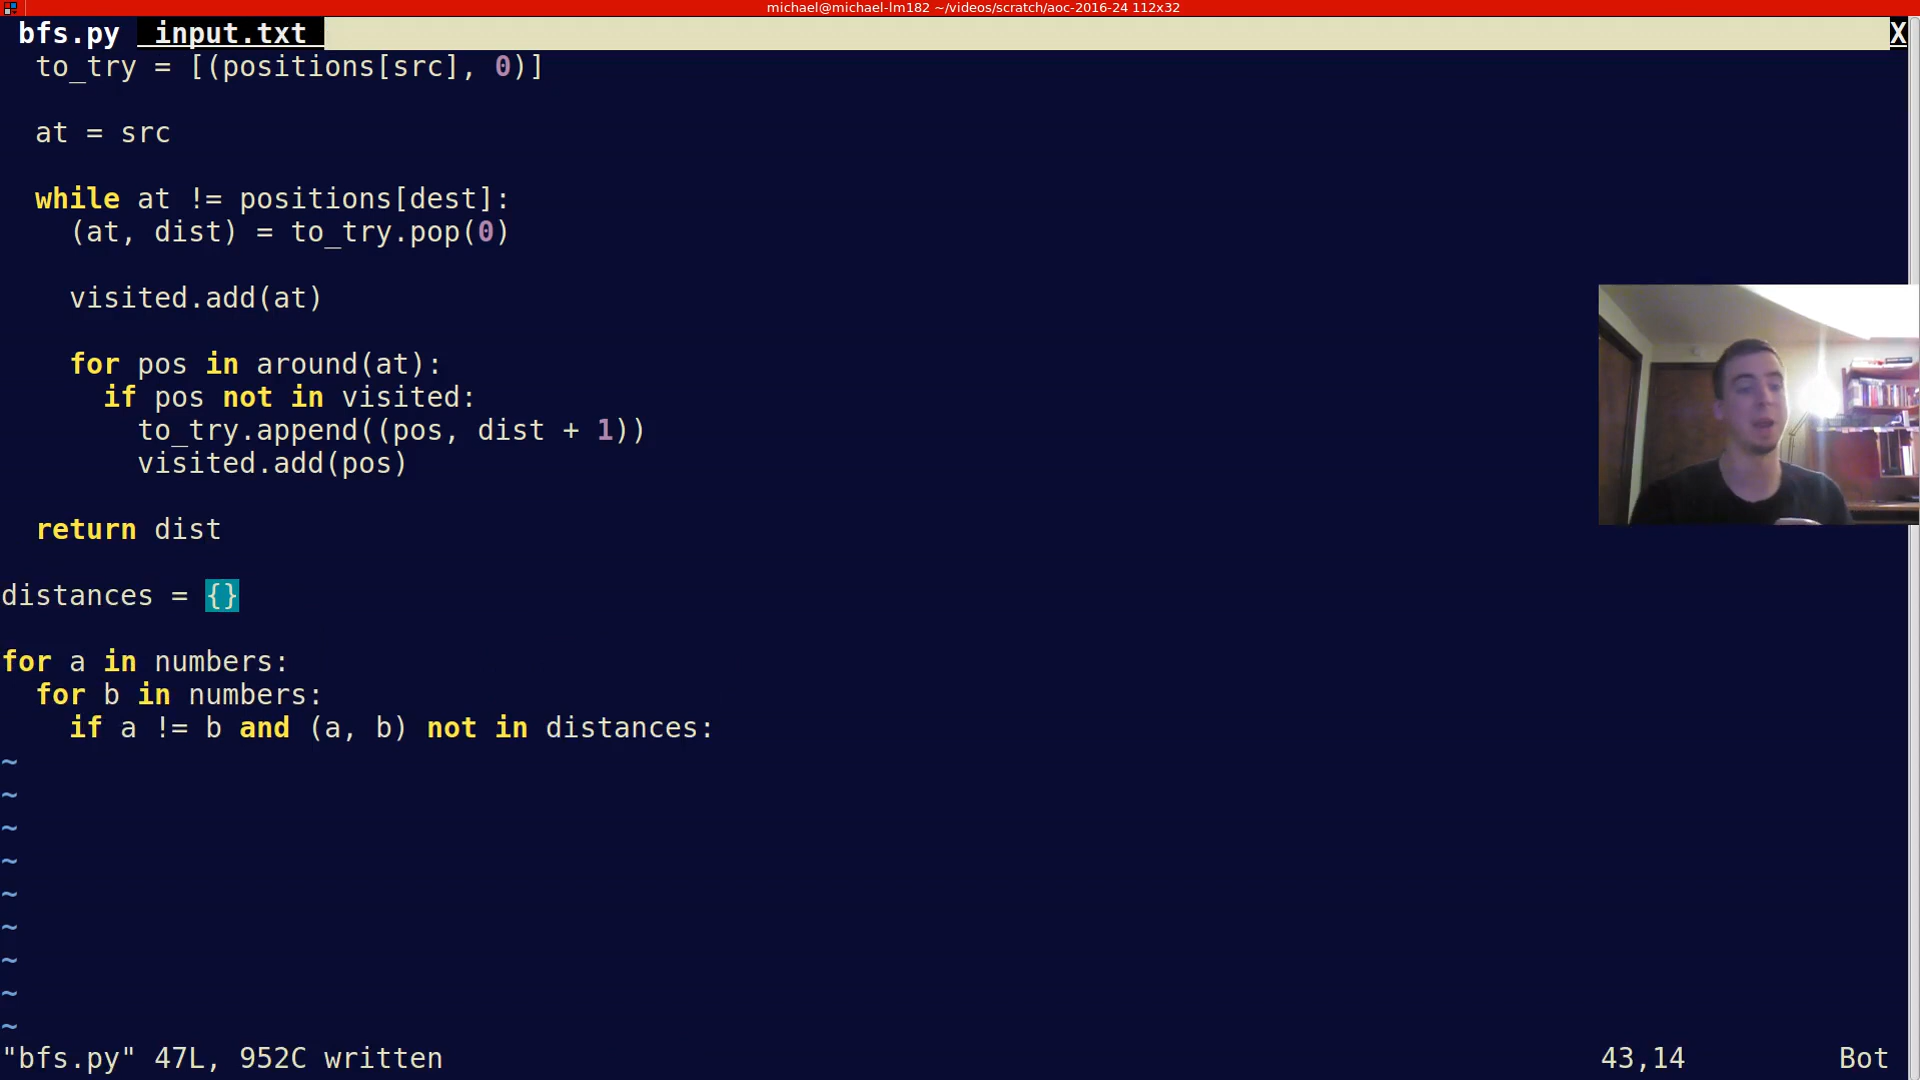 michael@michael-lm182 ~/videos/scratch/aoc-2016-24 112x32
bfs.py input.txt X
to_try = [(positions[src], 0)]
at = src
while at != positions[dest]:
(at, dist) = to_try.pop(0)
visited.add(at)
for pos in around(at):
if pos not in visited:
to_try.append((pos, dist + 1))
visited.add(pos)
return dist
distances = {}
for a in numbers:
for b in numbers:
if a != b and (a, b) not in distances:
~
~
~
~
~
~
~
~
~
"bfs.py" 47L, 952C written 43,14 Bot